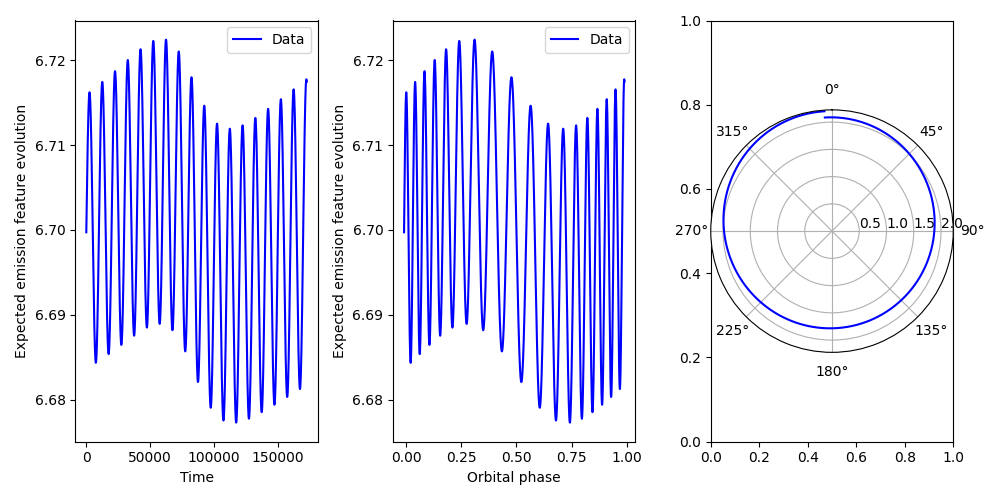 Expected emission feature evolution
6.72
6.71
6.70
6.69
6.68
Data
0 50000 100000 150000
Time
Expected emission feature evolution
6.72
6.71
6.70
6.69
6.68
Data
0.00 0.25 0.50 0.75 1.00
Orbital phase
1.0
0.8
0.6
0.4
0.2
0.0
0.0 0.2 0.4 0.6 0.8 1.0
0°
315° 45°
270° 0.5 1.0 1.5 2.0 90°
225° 135°
180°